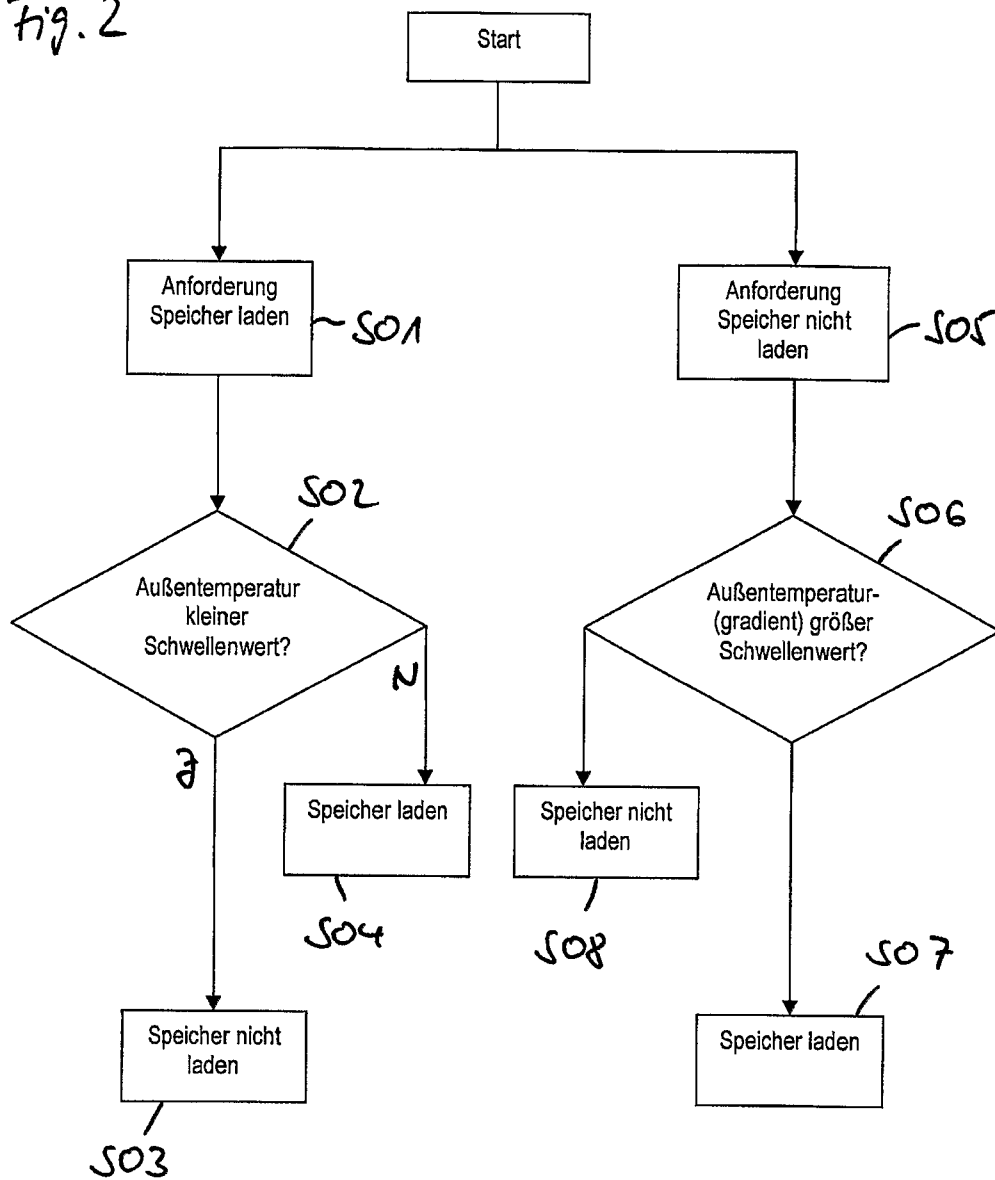 Fig. 2
Start
Anforderung
Speicher laden
S01
Anforderung
Speicher nicht
laden
S05
S02
Außentemperatur
kleiner
Schwellenwert?
N
J
S06
Außentemperatur-
(gradient) größer
Schwellenwert?
Speicher laden
S04
Speicher nicht
laden
S08
S07
Speicher nicht
laden
S03
Speicher laden